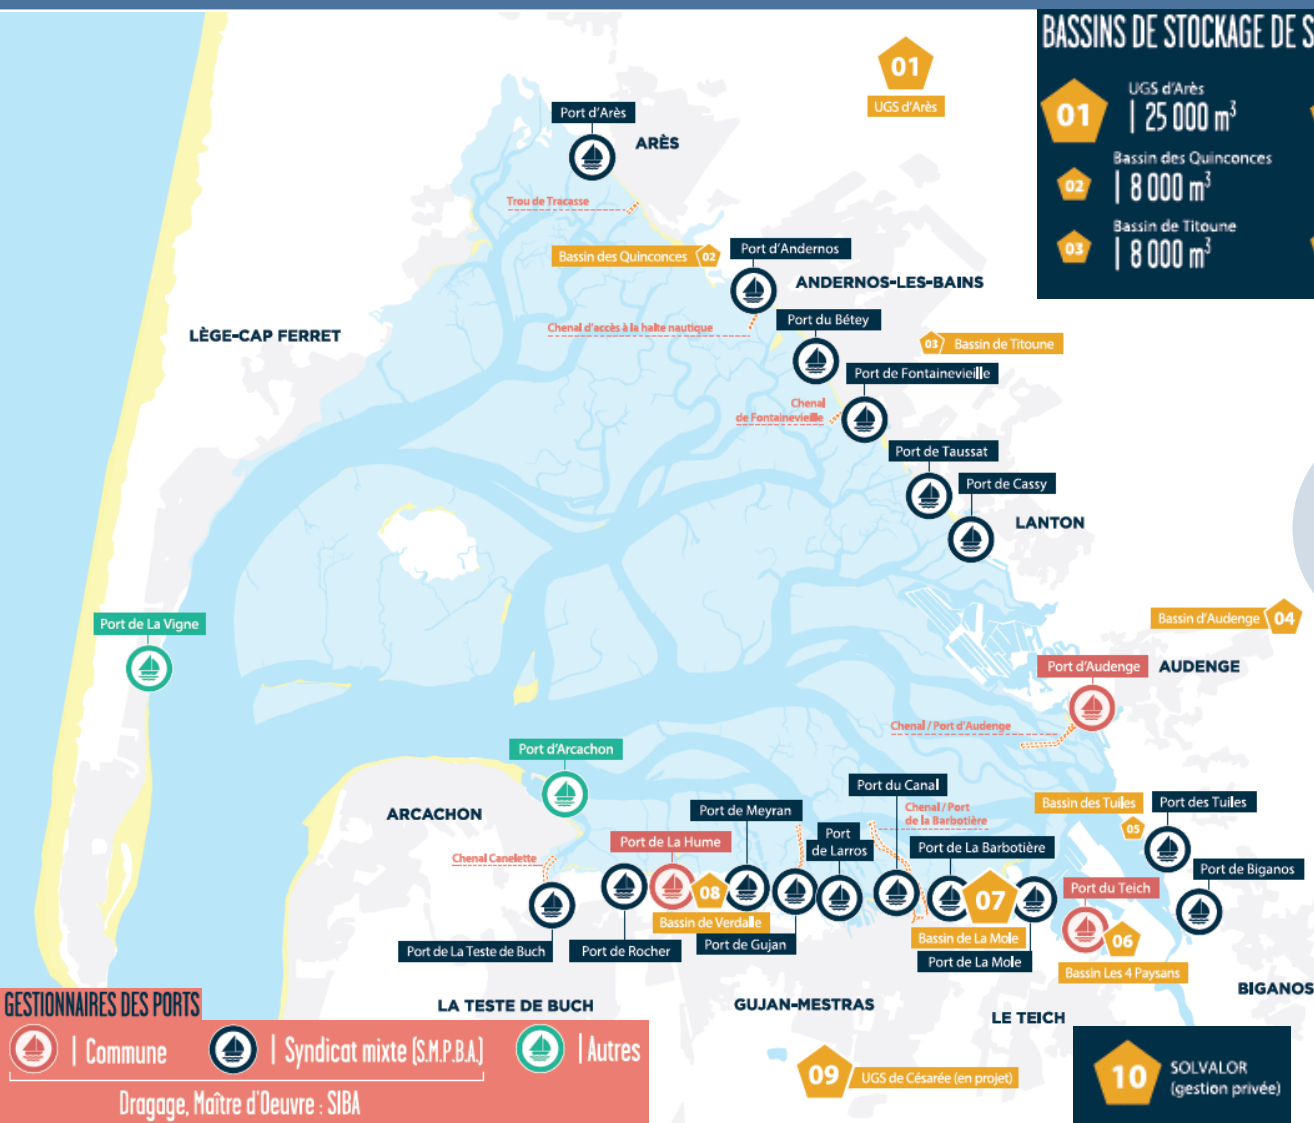 BASSINS DE STOCKAGE DE S
01
UGS d'Arès
| 25 000 m³
02
Bassin des Quinconces
| 8 000 m³
03
Bassin de Titoune
| 8 000 m³
01
UGS d'Arès
Port d'Arès
ARÈS
Trou de Tracasse
Bassin des Quinconces 02
Port d'Andernos
ANDERNOS-LES-BAINS
Chenal d'accès à la halte nautique
Port du Bétey
LÈGE-CAP FERRET
03 Bassin de Titoune
Port de Fontainevieille
Chenal
de Fontainevieille
Port de Taussat
Port de Cassy
LANTON
Port de La Vigne
Bassin d'Audenge 04
Port d'Audenge
AUDENGE
Chenal / Port d'Audenge
Port d'Arcachon
ARCACHON
Port du Canal
Port de Meyran
Chenal / Port
de la Barbotière
Bassin des Tuiles
05
Port des Tuiles
Port de La Hume
Port
de Larros
Port de La Barbotière
Chenal Canelette
Port de Biganos
08
07
Port du Teich
Bassin de Verdalle
06
Port de La Teste de Buch
Port de Rocher
Port de Gujan
Bassin de La Mole
Port de La Mole
Bassin Les 4 Paysans
BIGANOS
LA TESTE DE BUCH
GUJAN-MESTRAS
LE TEICH
GESTIONNAIRES DES PORTS
| Commune
| Syndicat mixte (S.M.P.B.A.)
| Autres
Dragage, Maître d'Oeuvre : SIBA
09 UGS de Césarée (en projet)
10
SOLVALOR
(gestion privée)